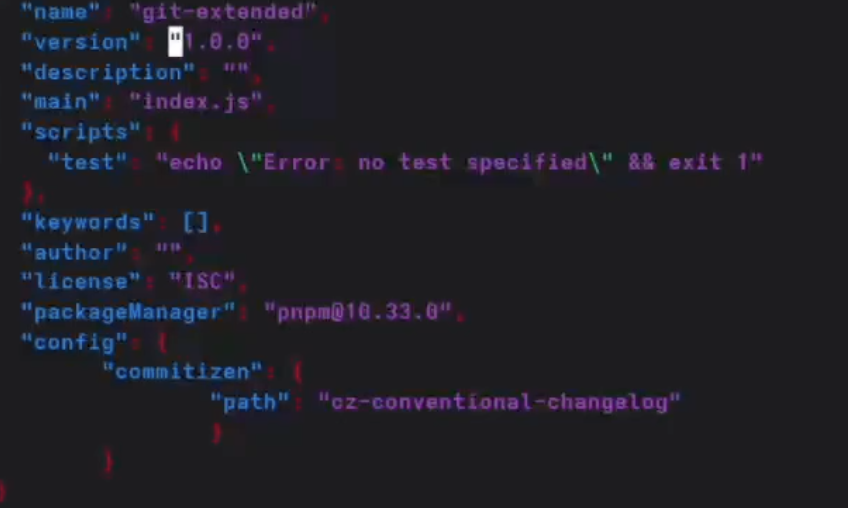 "name": "git-extended",
"version": "1.0.0",
"description": "",
"main": "index.js",
"scripts": {
"test": "echo \"Error: no test specified\" && exit 1"
},
"keywords": [],
"author": "",
"license": "ISC",
"packageManager": "pnpm@10.33.0",
"config": {
"commitizen": {
"path": "cz-conventional-changelog"
}
}
}